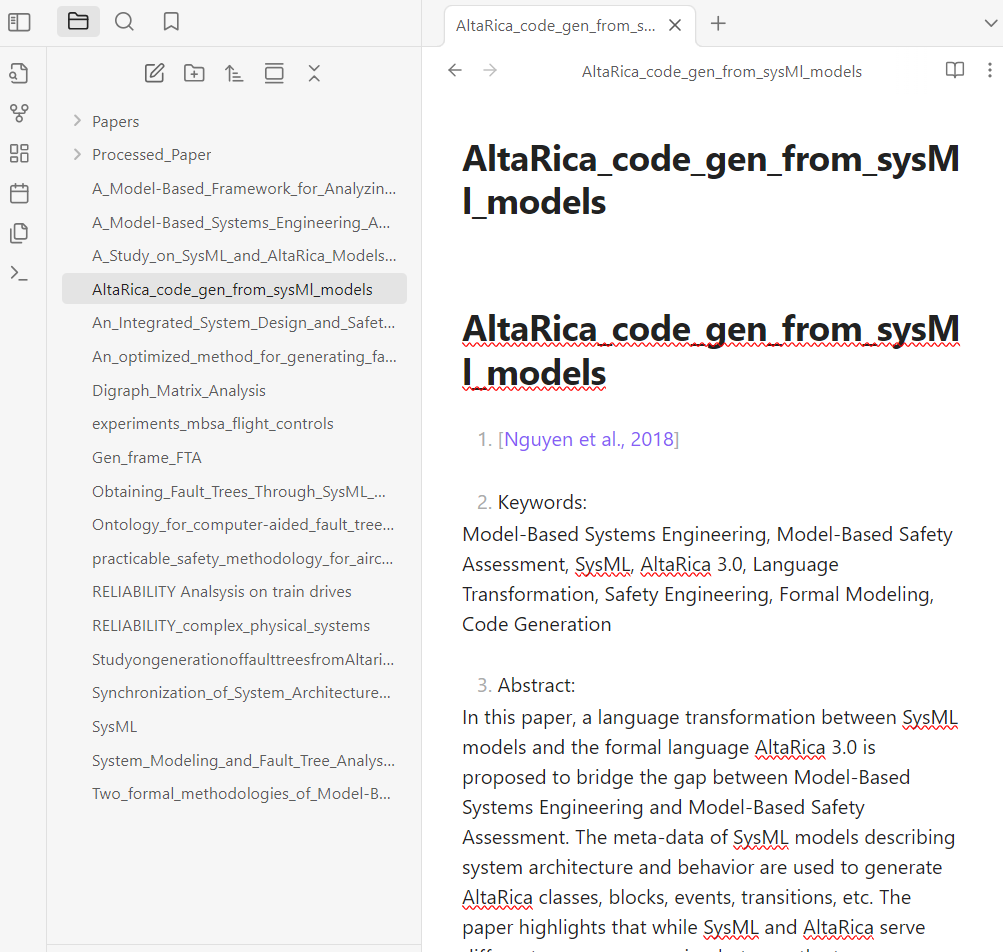 AltaRica_code_gen_from_s...
AltaRica_code_gen_from_sysMl_models
Papers
Processed_Paper
A_Model-Based_Framework_for_Analyzin...
A_Model-Based_Systems_Engineering_A...
A_Study_on_SysML_and_AltaRica_Models...
AltaRica_code_gen_from_sysMl_models
An_Integrated_System_Design_and_Safet...
An_optimized_method_for_generating_fa...
Digraph_Matrix_Analysis
experiments_mbsa_flight_controls
Gen_frame_FTA
Obtaining_Fault_Trees_Through_SysML_...
Ontology_for_computer-aided_fault_tree...
practicable_safety_methodology_for_airc...
RELIABILITY Analsysis on train drives
RELIABILITY_complex_physical_systems
StudyongenerationoffaulttreesfromAltari...
Synchronization_of_System_Architecture...
SysML
System_Modeling_and_Fault_Tree_Analys...
Two_formal_methodologies_of_Model-B...
AltaRica_code_gen_from_sysM
l_models
AltaRica_code_gen_from_sysM
l_models
1. [Nguyen et al., 2018]
2. Keywords:
Model-Based Systems Engineering, Model-Based Safety
Assessment, SysML, AltaRica 3.0, Language
Transformation, Safety Engineering, Formal Modeling,
Code Generation
3. Abstract:
In this paper, a language transformation between SysML
models and the formal language AltaRica 3.0 is
proposed to bridge the gap between Model-Based
Systems Engineering and Model-Based Safety
Assessment. The meta-data of SysML models describing
system architecture and behavior are used to generate
AltaRica classes, blocks, events, transitions, etc. The
paper highlights that while SysML and AltaRica serve